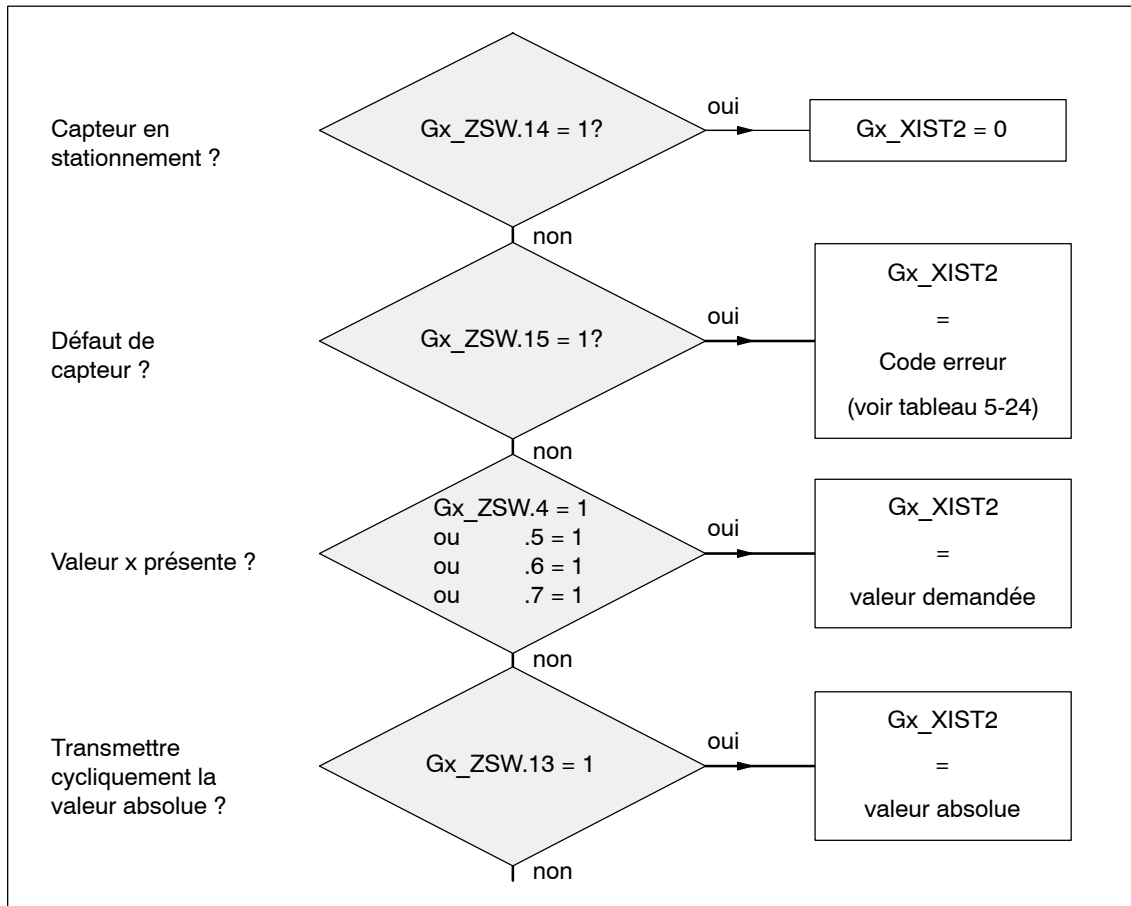 Capteur en
stationnement ?
Gx_ZSW.14 = 1?
oui
Gx_XIST2 = 0
non
Défaut de
capteur ?
Gx_ZSW.15 = 1?
oui
Gx_XIST2
=
Code erreur
(voir tableau 5-24)
non
Valeur x présente ?
Gx_ZSW.4 = 1
ou .5 = 1
ou .6 = 1
ou .7 = 1
oui
Gx_XIST2
=
valeur demandée
non
Transmettre
cycliquement la
valeur absolue ?
Gx_ZSW.13 = 1
oui
Gx_XIST2
=
valeur absolue
non